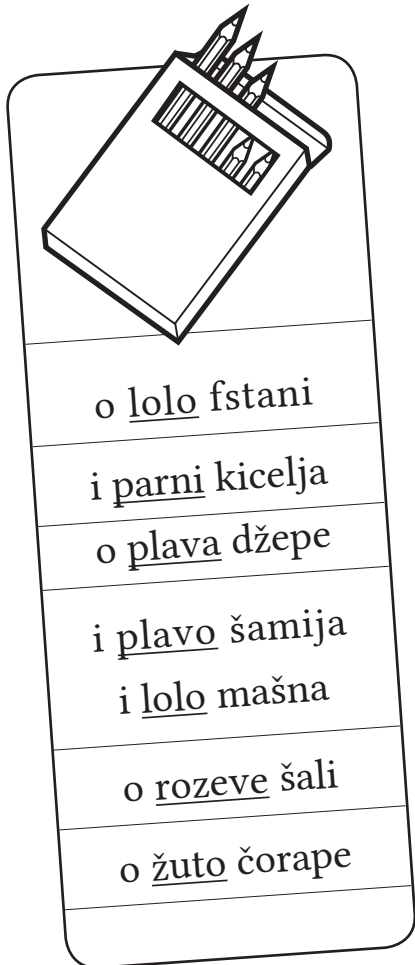 o lolo fstani
i parni kicelja
o plava džepe
i plavo šamija
i lolo mašna
o rozeve šali
o žuto čorape